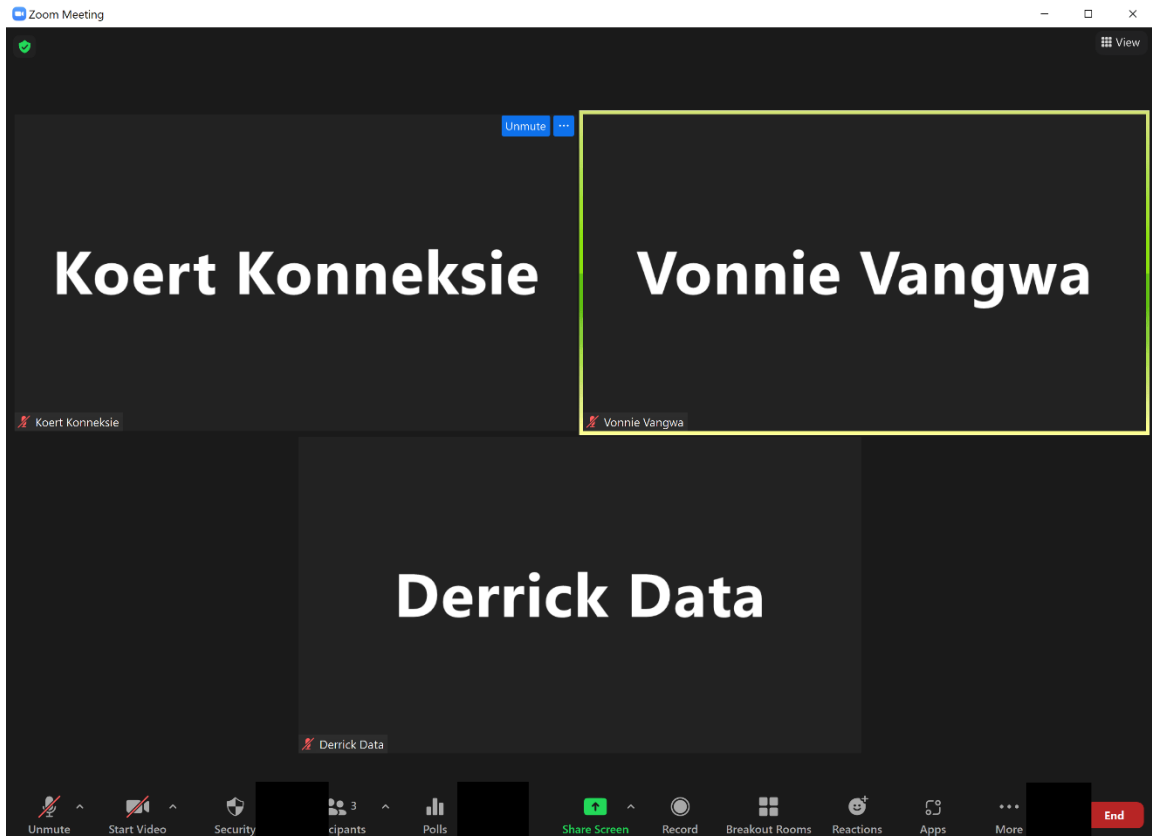 Zoom Meeting
View
Unmute ...
Koert Konneksie
Vonnie Vangwa
Koert Konneksie
Vonnie Vangwa
Derrick Data
Derrick Data
3
Unmute Start Video Security cipants Polls Share Screen Record Breakout Rooms Reactions Apps More End